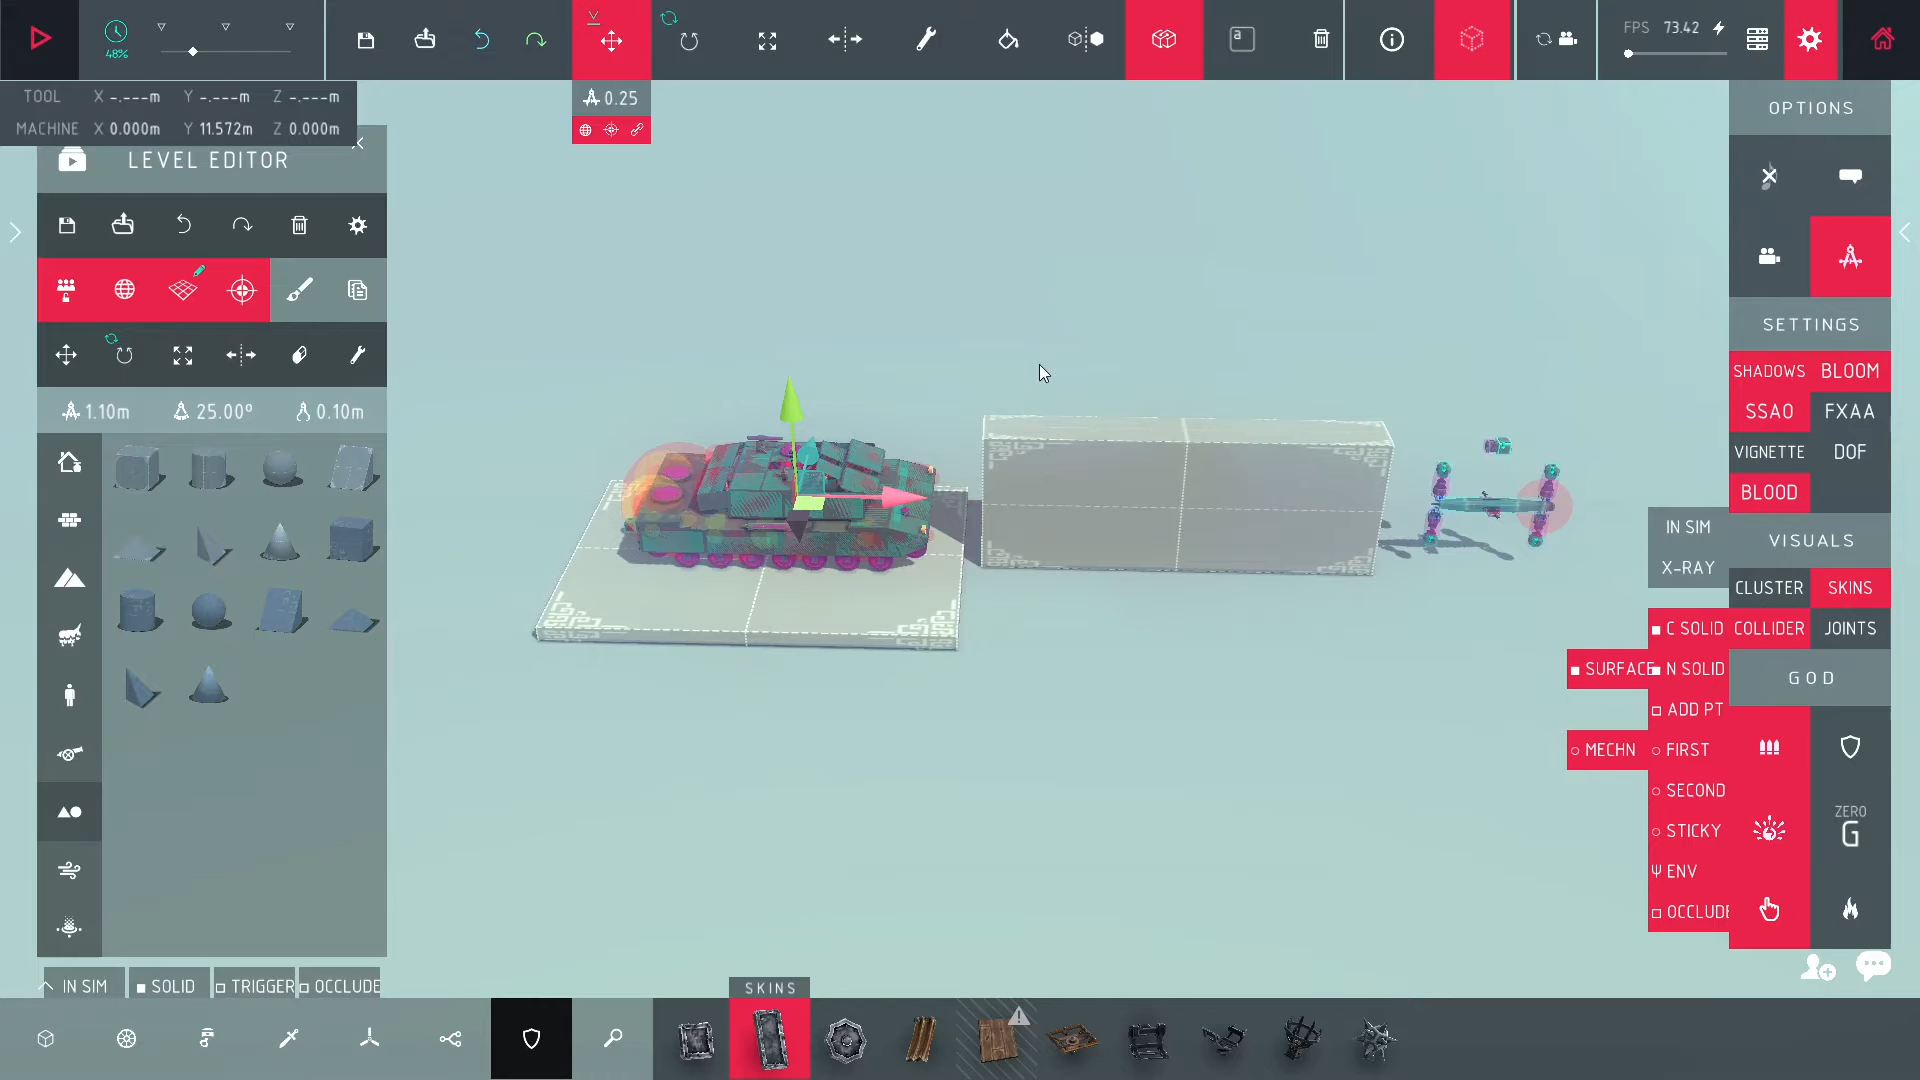 48%
a
FPS 73.42
TOOL X -.---m Y -.---m Z -.---m
MACHINE X 0.000m Y 11.572m Z 0.000m
0.25
OPTIONS
LEVEL EDITOR
SETTINGS
SHADOWS BLOOM
SSAO FXAA
VIGNETTE DOF
BLOOD
1.10m 25.00° 0.10m
IN SIM
VISUALS
X-RAY
CLUSTER SKINS
C SOLID COLLIDER JOINTS
SURFACE N SOLID
GOD
ADD PT
MECHN FIRST
SECOND
STICKY
ZERO
G
ENV
OCCLUDE
IN SIM SOLID TRIGGER OCCLUDE
SKINS